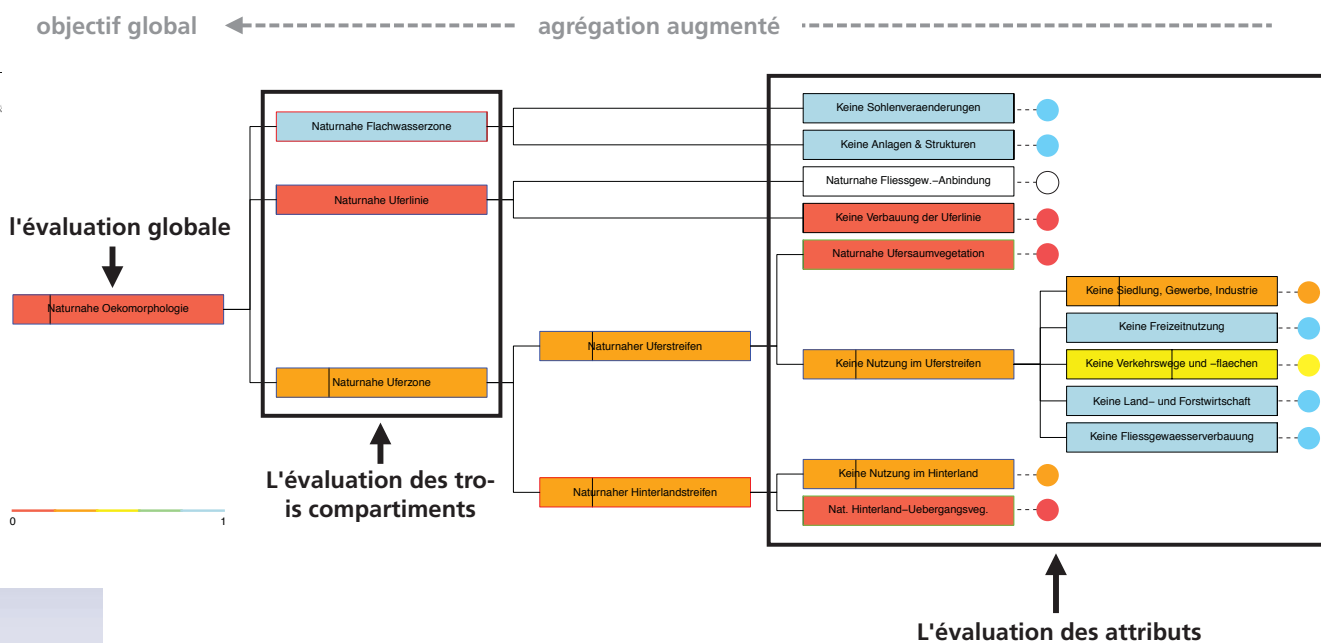 objectif global
agrégation augmenté
Naturnahe Flachwasserzone
Keine Sohlenveraenderungen
Keine Anlagen & Strukturen
Naturnahe Uferlinie
Naturnahe Fliessgew.–Anbindung
Keine Verbauung der Uferlinie
l'évaluation globale
Naturnahe Ufersaumvegetation
Naturnahe Oekomorphologie
Keine Siedlung, Gewerbe, Industrie
Keine Freizeitnutzung
Naturnaher Uferstreifen
Keine Nutzung im Uferstreifen
Keine Verkehrswege und –flaechen
Naturnahe Uferzone
Keine Land– und Forstwirtschaft
Keine Fliessgewaesserverbauung
L'évaluation des tro-
is compartiments
Keine Nutzung im Hinterland
Naturnaher Hinterlandstreifen
Nat. Hinterland–Uebergangsveg.
0 1
L'évaluation des attributs